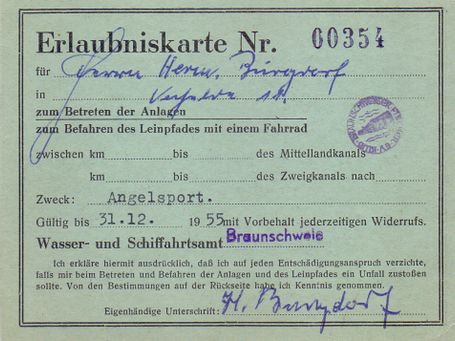 Erlaubniskarte Nr. 00354
für Herrn Herm. Burgdorf
in
zum Betreten der Anlagen
zum Befahren des Leinpfades mit einem Fahrrad
zwischen km bis des Mittellandkanals
km bis des Zweigkanals nach
Zweck: Angelsport.
Gültig bis 31.12. 1955 mit Vorbehalt jederzeitigen Widerrufs.
Wasser- und Schiffahrtsamt Braunschweig
Ich erkläre hiermit ausdrücklich, daß ich auf jeden Entschädigungsanspruch verzichte,
falls mir beim Betreten und Befahren der Anlagen und des Leinpfades ein Unfall zustoßen
sollte. Von den Bestimmungen auf der Rückseite habe ich Kenntnis genommen.
Eigenhändige Unterschrift: H. Burgdorf